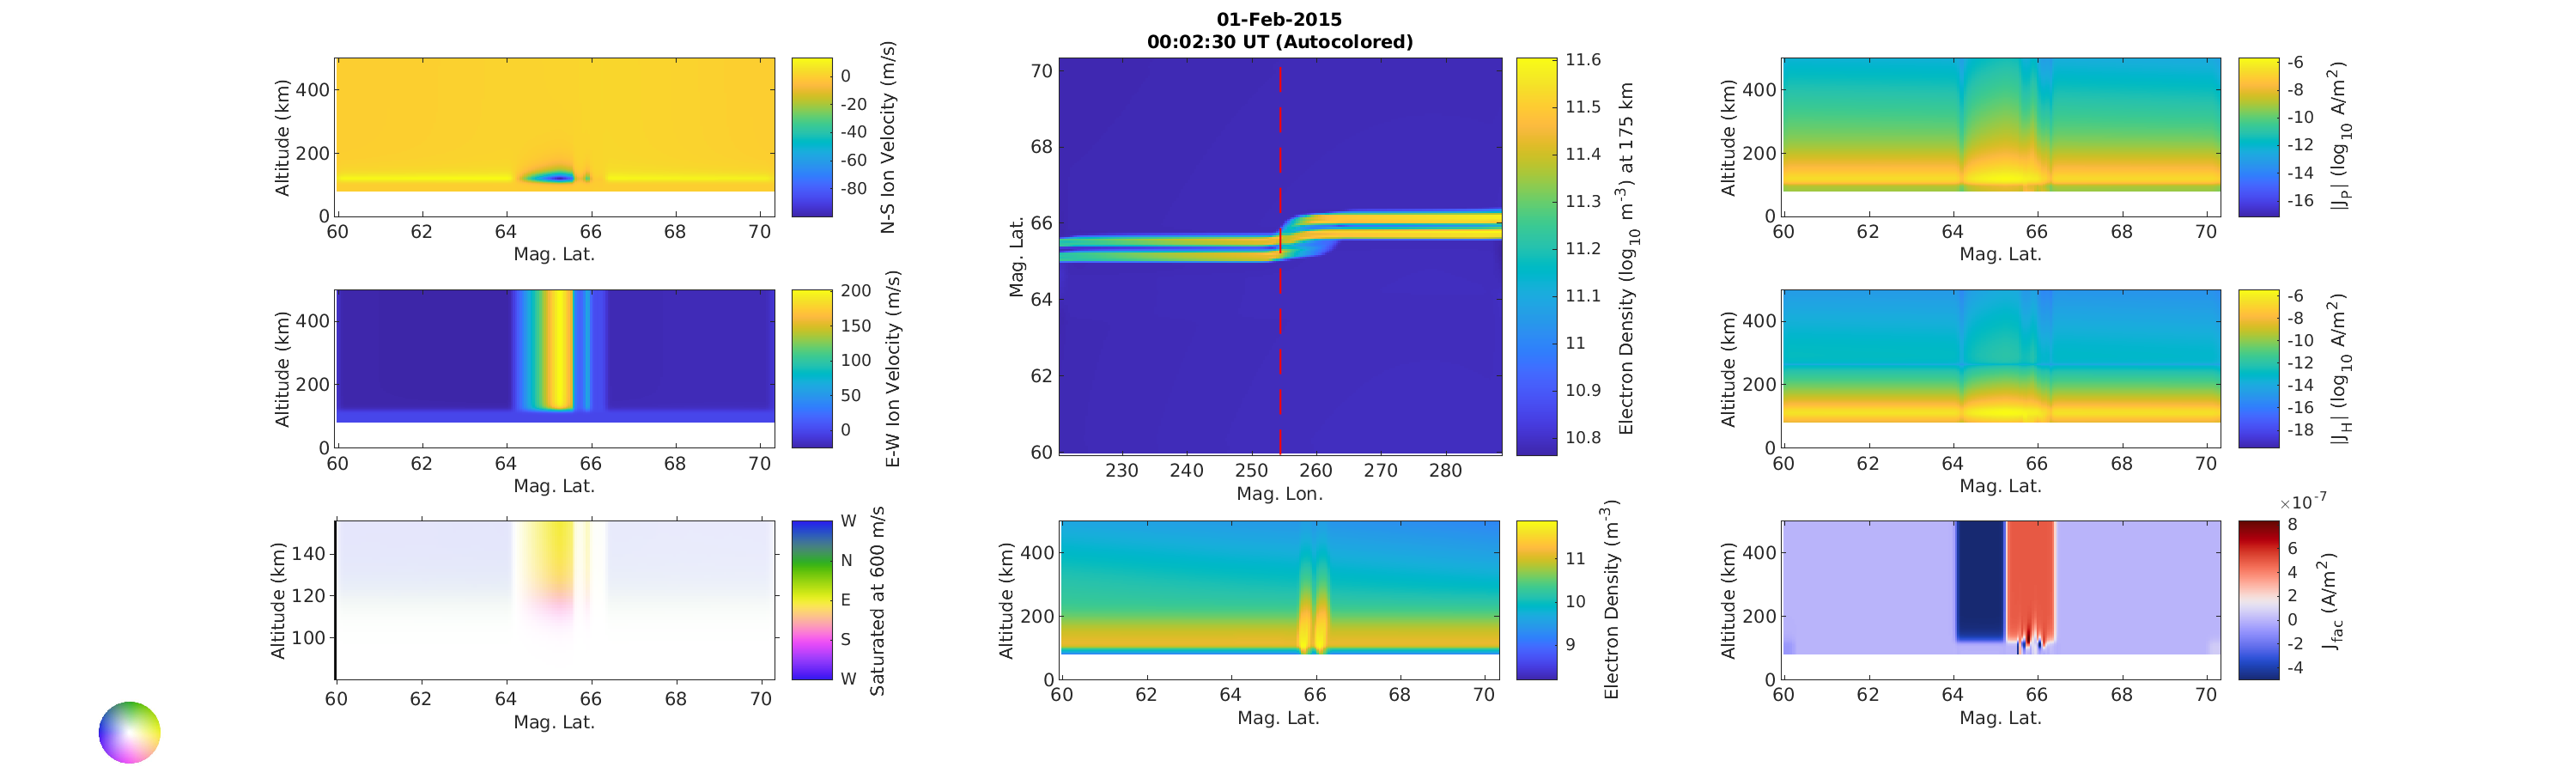 01-Feb-2015
00:02:30 UT (Autocolored)
400
200
0
60 62 64 66 68 70
Mag. Lat.
Altitude (km)
0
-20
-40
-60
-80
N-S Ion Velocity (m/s)
70
68
66
64
62
60
230 240 250 260 270 280
Mag. Lon.
Mag. Lat.
11.6
11.5
11.4
11.3
11.2
11.1
11
10.9
10.8
Electron Density (log10 m-3) at 175 km
400
200
0
60 62 64 66 68 70
Mag. Lat.
Altitude (km)
-6
-8
-10
-12
-14
-16
|JP| (log10 A/m2)
400
200
0
60 62 64 66 68 70
Mag. Lat.
Altitude (km)
200
150
100
50
0
E-W Ion Velocity (m/s)
400
200
0
60 62 64 66 68 70
Mag. Lat.
Altitude (km)
-6
-8
-10
-12
-14
-16
-18
|JH| (log10 A/m2)
140
120
100
60 62 64 66 68 70
Mag. Lat.
Altitude (km)
W
N
E
S
W
Saturated at 600 m/s
400
200
0
60 62 64 66 68 70
Mag. Lat.
Altitude (km)
11
10
9
Electron Density (m-3)
400
200
0
60 62 64 66 68 70
Mag. Lat.
Altitude (km)
×10-7
8
6
4
2
0
-2
-4
Jfac (A/m2)